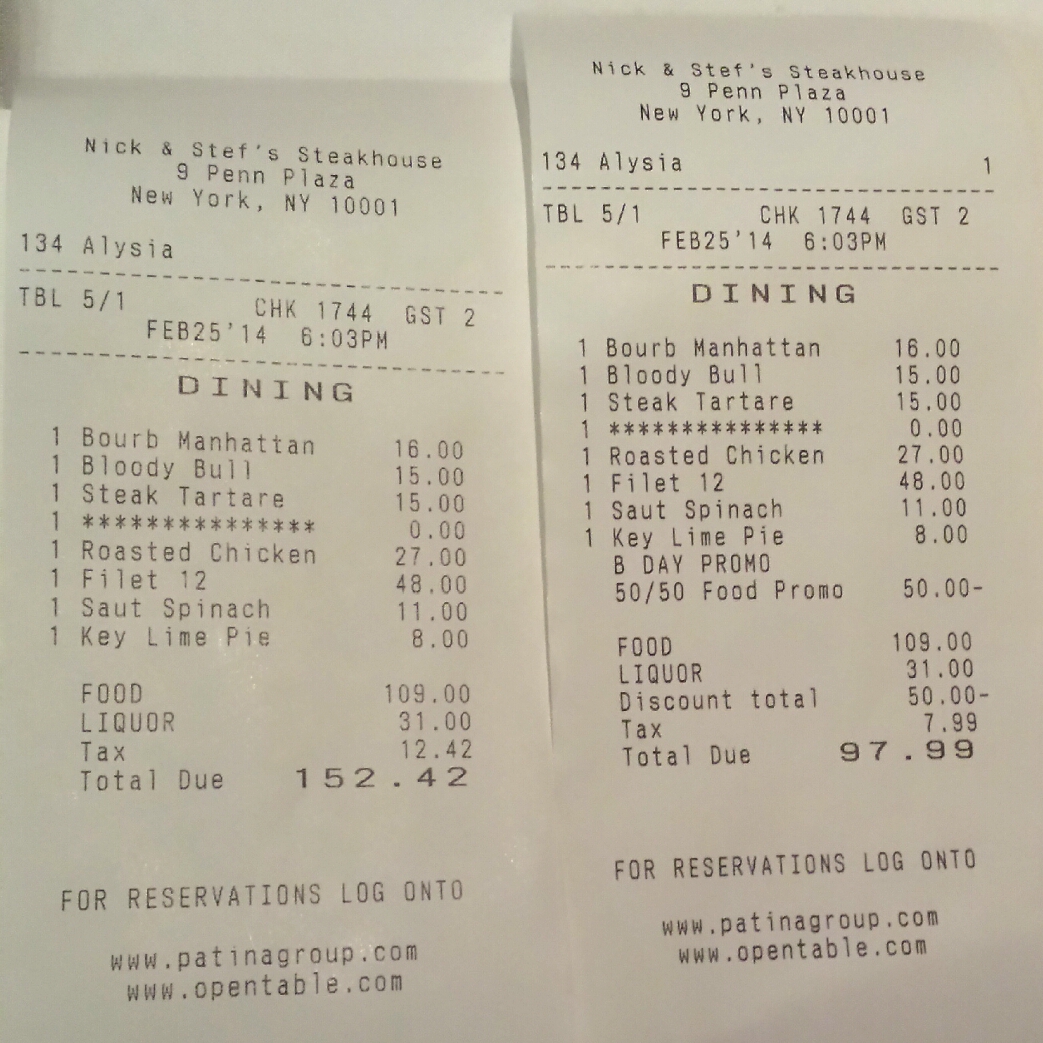 Nick & Stef's Steakhouse
9 Penn Plaza
New York, NY 10001
134 Alysia
TBL 5/1 CHK 1744 GST 2
FEB25'14 6:03PM
DINING
1 Bourb Manhattan 16.00
1 Bloody Bull 15.00
1 Steak Tartare 15.00
1 *************** 0.00
1 Roasted Chicken 27.00
1 Filet 12 48.00
1 Saut Spinach 11.00
1 Key Lime Pie 8.00
FOOD 109.00
LIQUOR 31.00
Tax 12.42
Total Due 152.42
FOR RESERVATIONS LOG ONTO
www.patinagroup.com
www.opentable.com
Nick & Stef's Steakhouse
9 Penn Plaza
New York, NY 10001
134 Alysia 1
TBL 5/1 CHK 1744 GST 2
FEB25'14 6:03PM
DINING
1 Bourb Manhattan 16.00
1 Bloody Bull 15.00
1 Steak Tartare 15.00
1 *************** 0.00
1 Roasted Chicken 27.00
1 Filet 12 48.00
1 Saut Spinach 11.00
1 Key Lime Pie 8.00
B DAY PROMO
50/50 Food Promo 50.00-
FOOD 109.00
LIQUOR 31.00
Discount total 50.00-
Tax 7.99
Total Due 97.99
FOR RESERVATIONS LOG ONTO
www.patinagroup.com
www.opentable.com